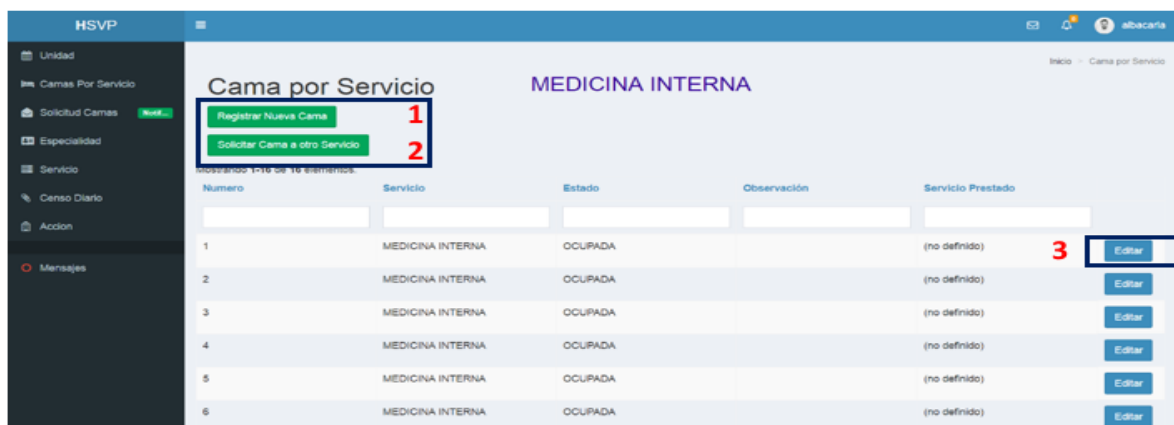 HSVP
albacarla
Unidad
Camas Por Servicio
Solicitud Camas Notif...
Especialidad
Servicio
Censo Diario
Accion
Mensajes
Inicio > Cama por Servicio
Cama por Servicio MEDICINA INTERNA
Registrar Nueva Cama 1
Solicitar Cama a otro Servicio 2
Mostrando 1-16 de 16 elementos.
Numero Servicio Estado Observación Servicio Prestado
1 MEDICINA INTERNA OCUPADA (no definido) 3 Editar
2 MEDICINA INTERNA OCUPADA (no definido) Editar
3 MEDICINA INTERNA OCUPADA (no definido) Editar
4 MEDICINA INTERNA OCUPADA (no definido) Editar
5 MEDICINA INTERNA OCUPADA (no definido) Editar
6 MEDICINA INTERNA OCUPADA (no definido) Editar